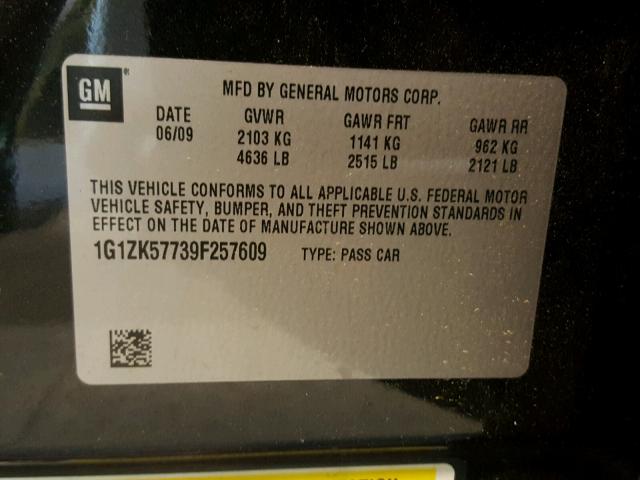 GM®
MFD BY GENERAL MOTORS CORP.
DATE GVWR GAWR FRT GAWR RR
06/09 2103 KG 1141 KG 962 KG
4636 LB 2515 LB 2121 LB
THIS VEHICLE CONFORMS TO ALL APPLICABLE U.S. FEDERAL MOTOR
VEHICLE SAFETY, BUMPER, AND THEFT PREVENTION STANDARDS IN
EFFECT ON THE DATE OF MANUFACTURE SHOWN ABOVE.
1G1ZK57739F257609 TYPE: PASS CAR